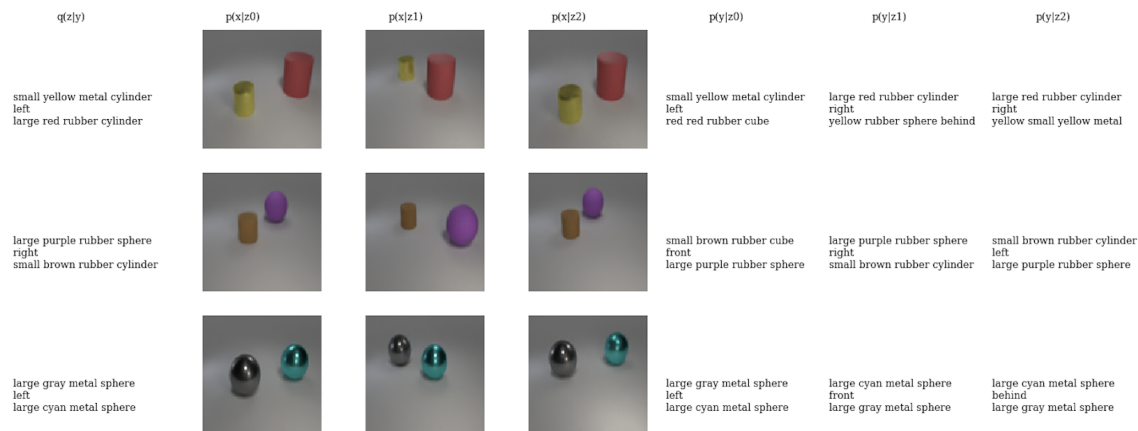 q(z|y) p(x|z0) p(x|z1) p(x|z2) p(y|z0) p(y|z1) p(y|z2)
small yellow metal cylinder
left
large red rubber cylinder
small yellow metal cylinder
left
red red rubber cube
large red rubber cylinder
right
yellow rubber sphere behind
large red rubber cylinder
right
yellow small yellow metal
large purple rubber sphere
right
small brown rubber cylinder
small brown rubber cube
front
large purple rubber sphere
large purple rubber sphere
right
small brown rubber cylinder
small brown rubber cylinder
left
large purple rubber sphere
large gray metal sphere
left
large cyan metal sphere
large gray metal sphere
left
large cyan metal sphere
large cyan metal sphere
front
large gray metal sphere
large cyan metal sphere
behind
large gray metal sphere